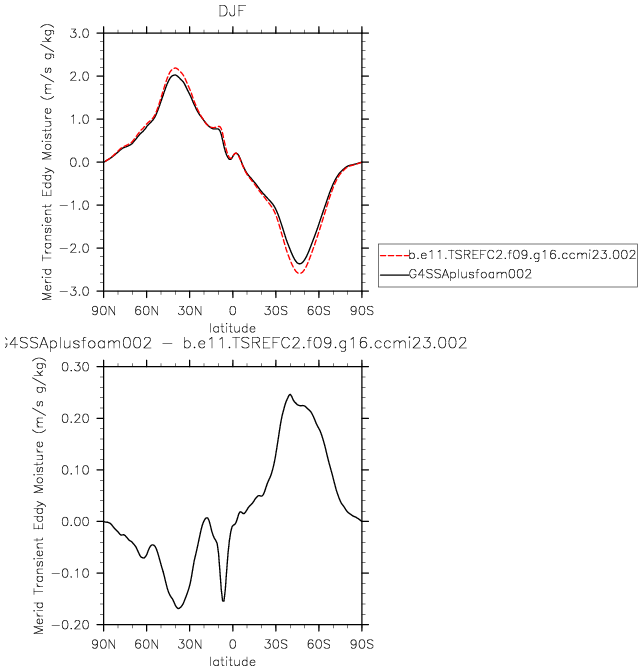 DJF
Merid Transient Eddy Moisture (m/s g/kg)
3.0
2.0
1.0
0.0
−1.0
−2.0
−3.0
90N 60N 30N 0 30S 60S 90S
latitude
b.e11.TSREFC2.f09.g16.ccmi23.002
G4SSAplusfoam002
G4SSAplusfoam002 − b.e11.TSREFC2.f09.g16.ccmi23.002
Merid Transient Eddy Moisture (m/s g/kg)
0.30
0.20
0.10
0.00
−0.10
−0.20
90N 60N 30N 0 30S 60S 90S
latitude